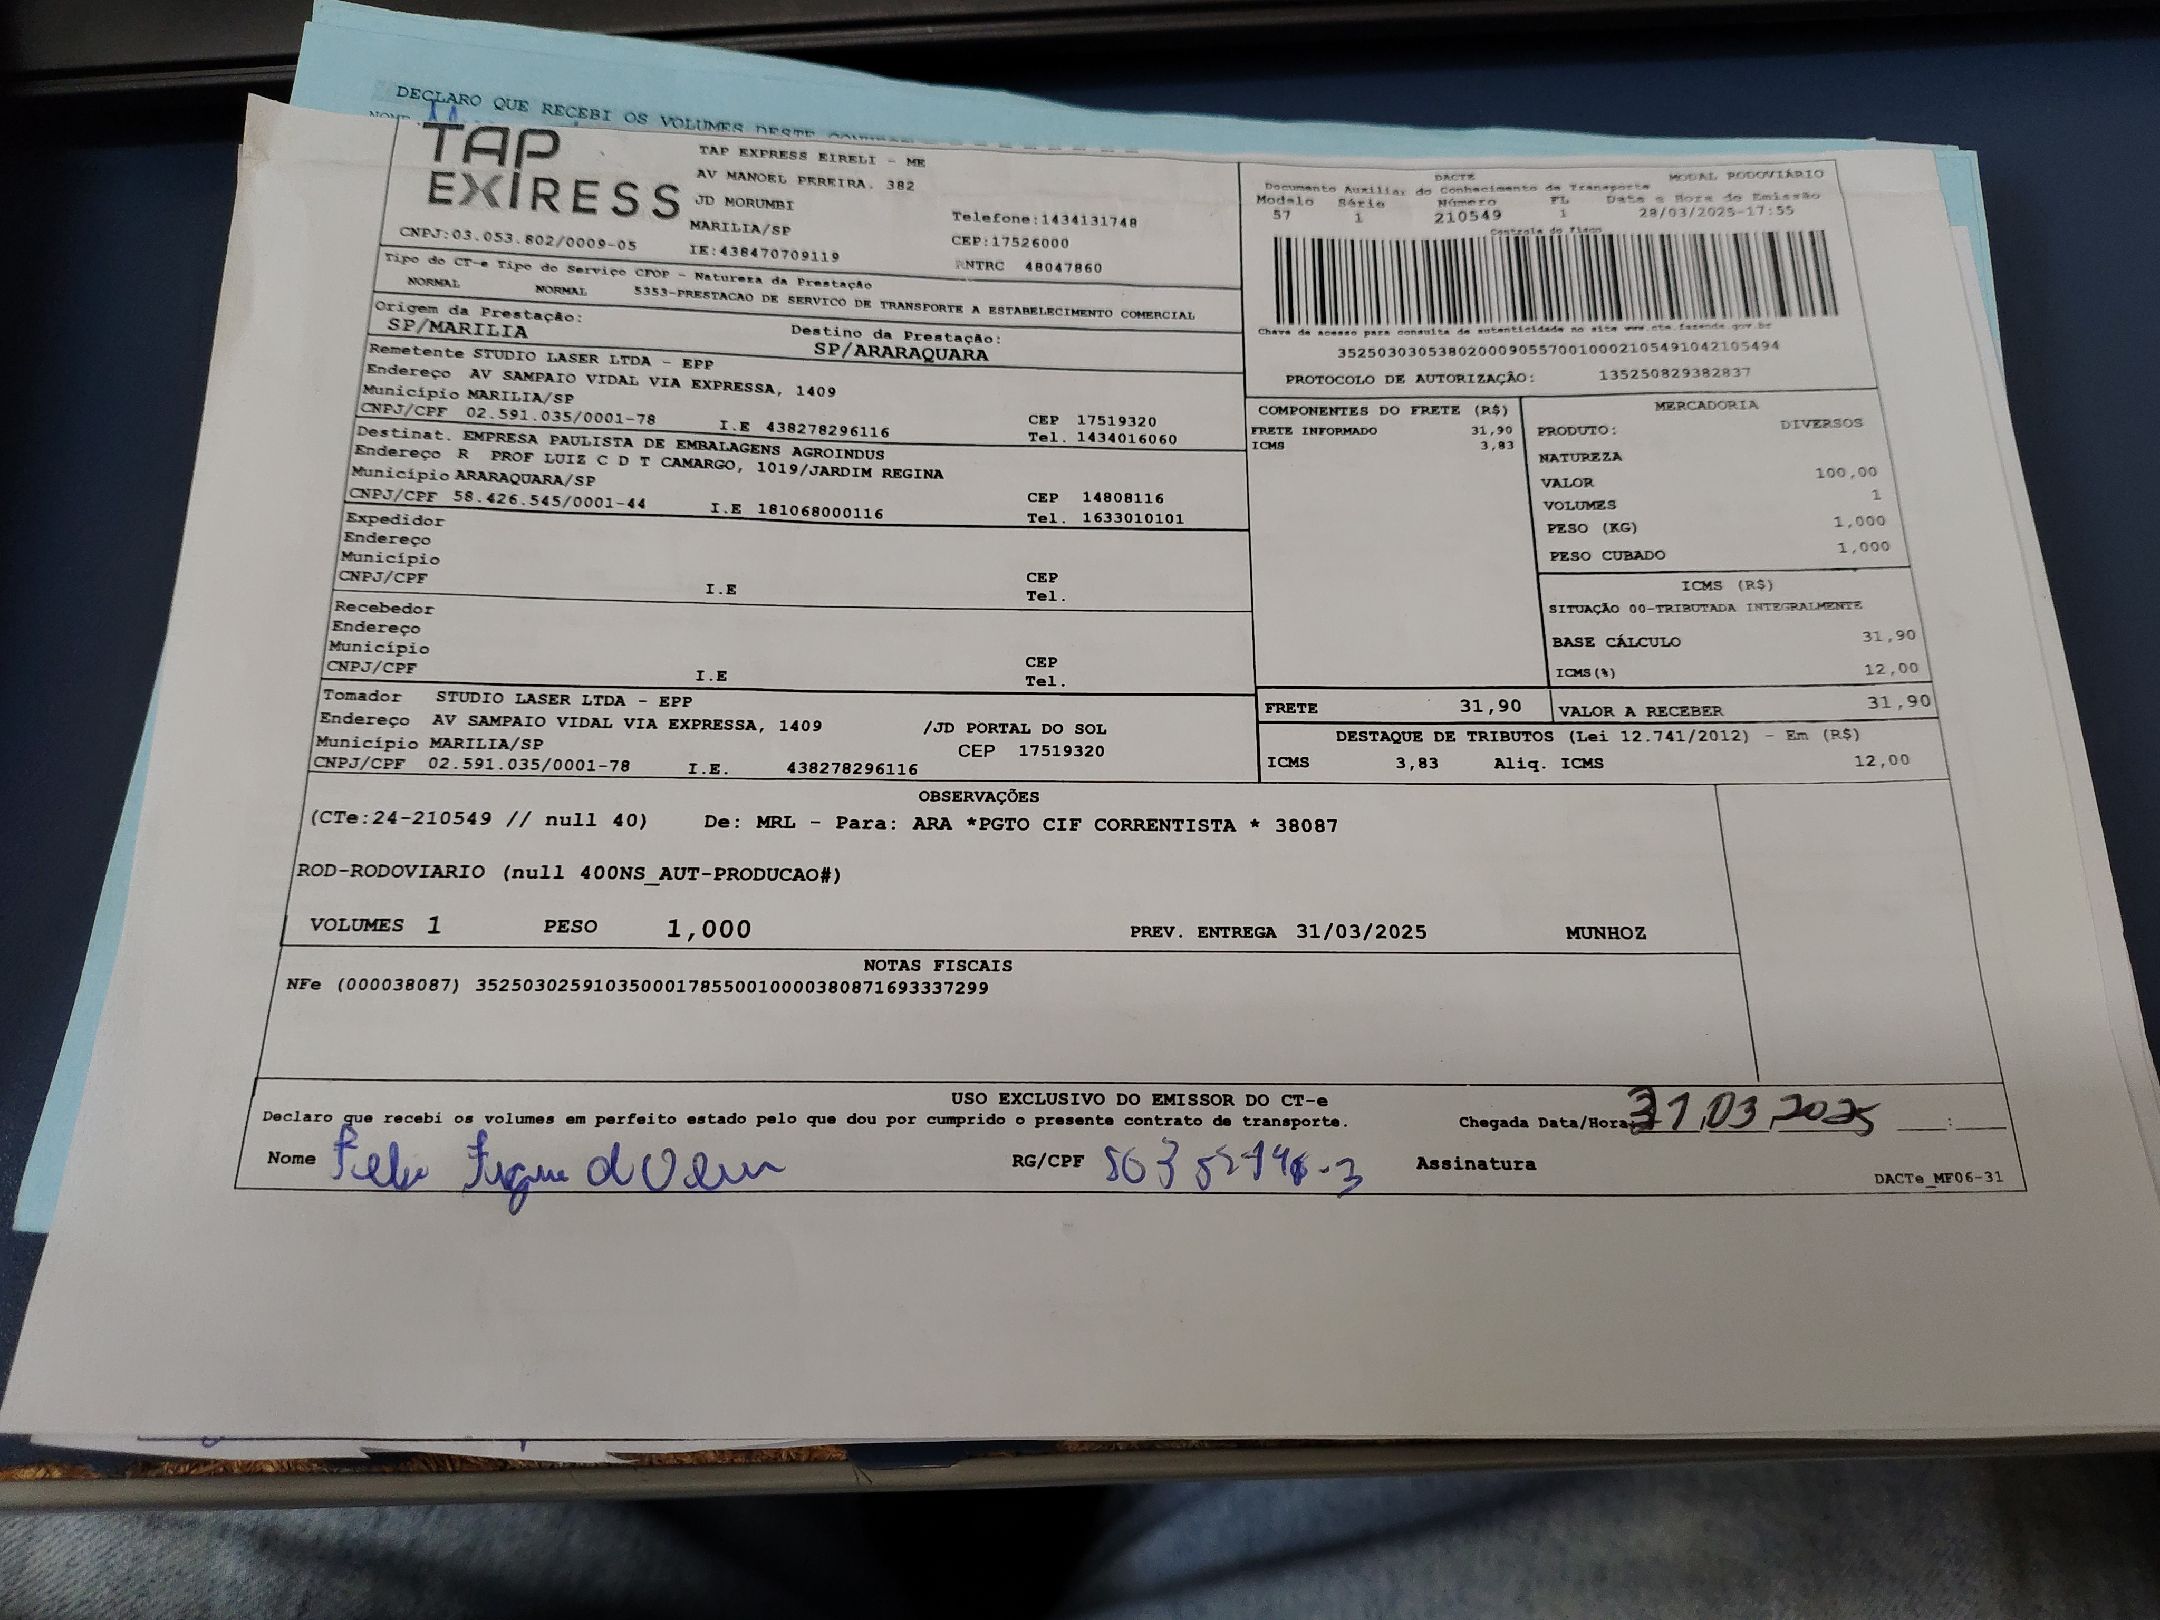 DECLARO QUE RECEBI OS VOLUMES DESTE
TAP
EXPRESS
TAP EXPRESS EIRELI - ME
AV MANOEL PEREIRA. 382
JD MORUMBI
MARILIA/SP
Telefone:1434131748
CEP:17526000
CNPJ:03.053.802/0009-05
IE:438470709119
RNTRC 48047860
DACTE MODAL RODOVIÁRIO
Documento Auxiliar do Conhecimento de Transporte
Modelo Série Número FL Data e Hora de Emissão
57 1 210549 1 28/03/2025-17:55
Controle do Fisco
Chave de acesso para consulta de autenticidade no site www.cte.fazenda.gov.br
35250303053802000905570010002105491042105494
PROTOCOLO DE AUTORIZAÇÃO: 135250829382837
Tipo do CT-e Tipo do Serviço CFOP - Natureza da Prestação
NORMAL NORMAL 5353-PRESTACAO DE SERVICO DE TRANSPORTE A ESTABELECIMENTO COMERCIAL
Origem da Prestação: Destino da Prestação:
SP/MARILIA SP/ARARAQUARA
Remetente STUDIO LASER LTDA - EPP
Endereço AV SAMPAIO VIDAL VIA EXPRESSA, 1409
Município MARILIA/SP CEP 17519320
CNPJ/CPF 02.591.035/0001-78 I.E 438278296116 Tel. 1434016060
Destinat. EMPRESA PAULISTA DE EMBALAGENS AGROINDUS
Endereço R PROF LUIZ C D T CAMARGO, 1019/JARDIM REGINA
Município ARARAQUARA/SP CEP 14808116
CNPJ/CPF 58.426.545/0001-44 I.E 181068000116 Tel. 1633010101
Expedidor
Endereço
Município CEP
CNPJ/CPF I.E Tel.
Recebedor
Endereço
Município CEP
CNPJ/CPF I.E Tel.
Tomador STUDIO LASER LTDA - EPP
Endereço AV SAMPAIO VIDAL VIA EXPRESSA, 1409 /JD PORTAL DO SOL
Município MARILIA/SP CEP 17519320
CNPJ/CPF 02.591.035/0001-78 I.E. 438278296116
COMPONENTES DO FRETE (R$)
FRETE INFORMADO 31,90
ICMS 3,83
MERCADORIA
PRODUTO: DIVERSOS
NATUREZA
VALOR 100,00
VOLUMES 1
PESO (KG) 1,000
PESO CUBADO 1,000
ICMS (R$)
SITUAÇÃO 00-TRIBUTADA INTEGRALMENTE
BASE CÁLCULO 31,90
ICMS(%) 12,00
FRETE 31,90 VALOR A RECEBER 31,90
DESTAQUE DE TRIBUTOS (Lei 12.741/2012) - Em (R$)
ICMS 3,83 Aliq. ICMS 12,00
OBSERVAÇÕES
(CTe:24-210549 // null 40) De: MRL - Para: ARA *PGTO CIF CORRENTISTA * 38087
ROD-RODOVIARIO (null 400NS_AUT-PRODUCAO#)
VOLUMES 1 PESO 1,000 PREV. ENTREGA 31/03/2025 MUNHOZ
NOTAS FISCAIS
NFe (000038087) 35250302591035000178550010000380871693337299
USO EXCLUSIVO DO EMISSOR DO CT-e
Declaro que recebi os volumes em perfeito estado pelo que dou por cumprido o presente contrato de transporte. Chegada Data/Hora: 31.03.2025 __:__
Nome RG/CPF Assinatura
DACTe_MF06-31